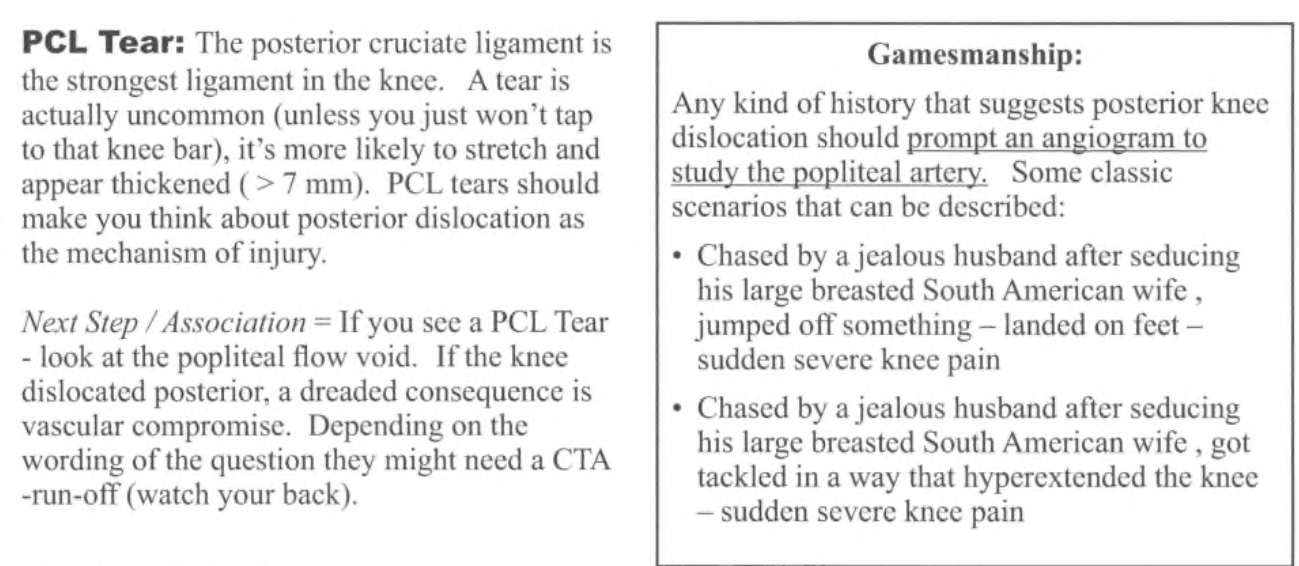 PCL Tear: The posterior cruciate ligament is
the strongest ligament in the knee. A tear is
actually uncommon (unless you just won't tap
to that knee bar), it's more likely to stretch and
appear thickened ( > 7 mm). PCL tears should
make you think about posterior dislocation as
the mechanism of injury.
Next Step / Association = If you see a PCL Tear
- look at the popliteal flow void. If the knee
dislocated posterior, a dreaded consequence is
vascular compromise. Depending on the
wording of the question they might need a CTA
-run-off (watch your back).
Gamesmanship:
Any kind of history that suggests posterior knee
dislocation should prompt an angiogram to
study the popliteal artery. Some classic
scenarios that can be described:
• Chased by a jealous husband after seducing
his large breasted South American wife ,
jumped off something – landed on feet –
sudden severe knee pain
• Chased by a jealous husband after seducing
his large breasted South American wife , got
tackled in a way that hyperextended the knee
– sudden severe knee pain